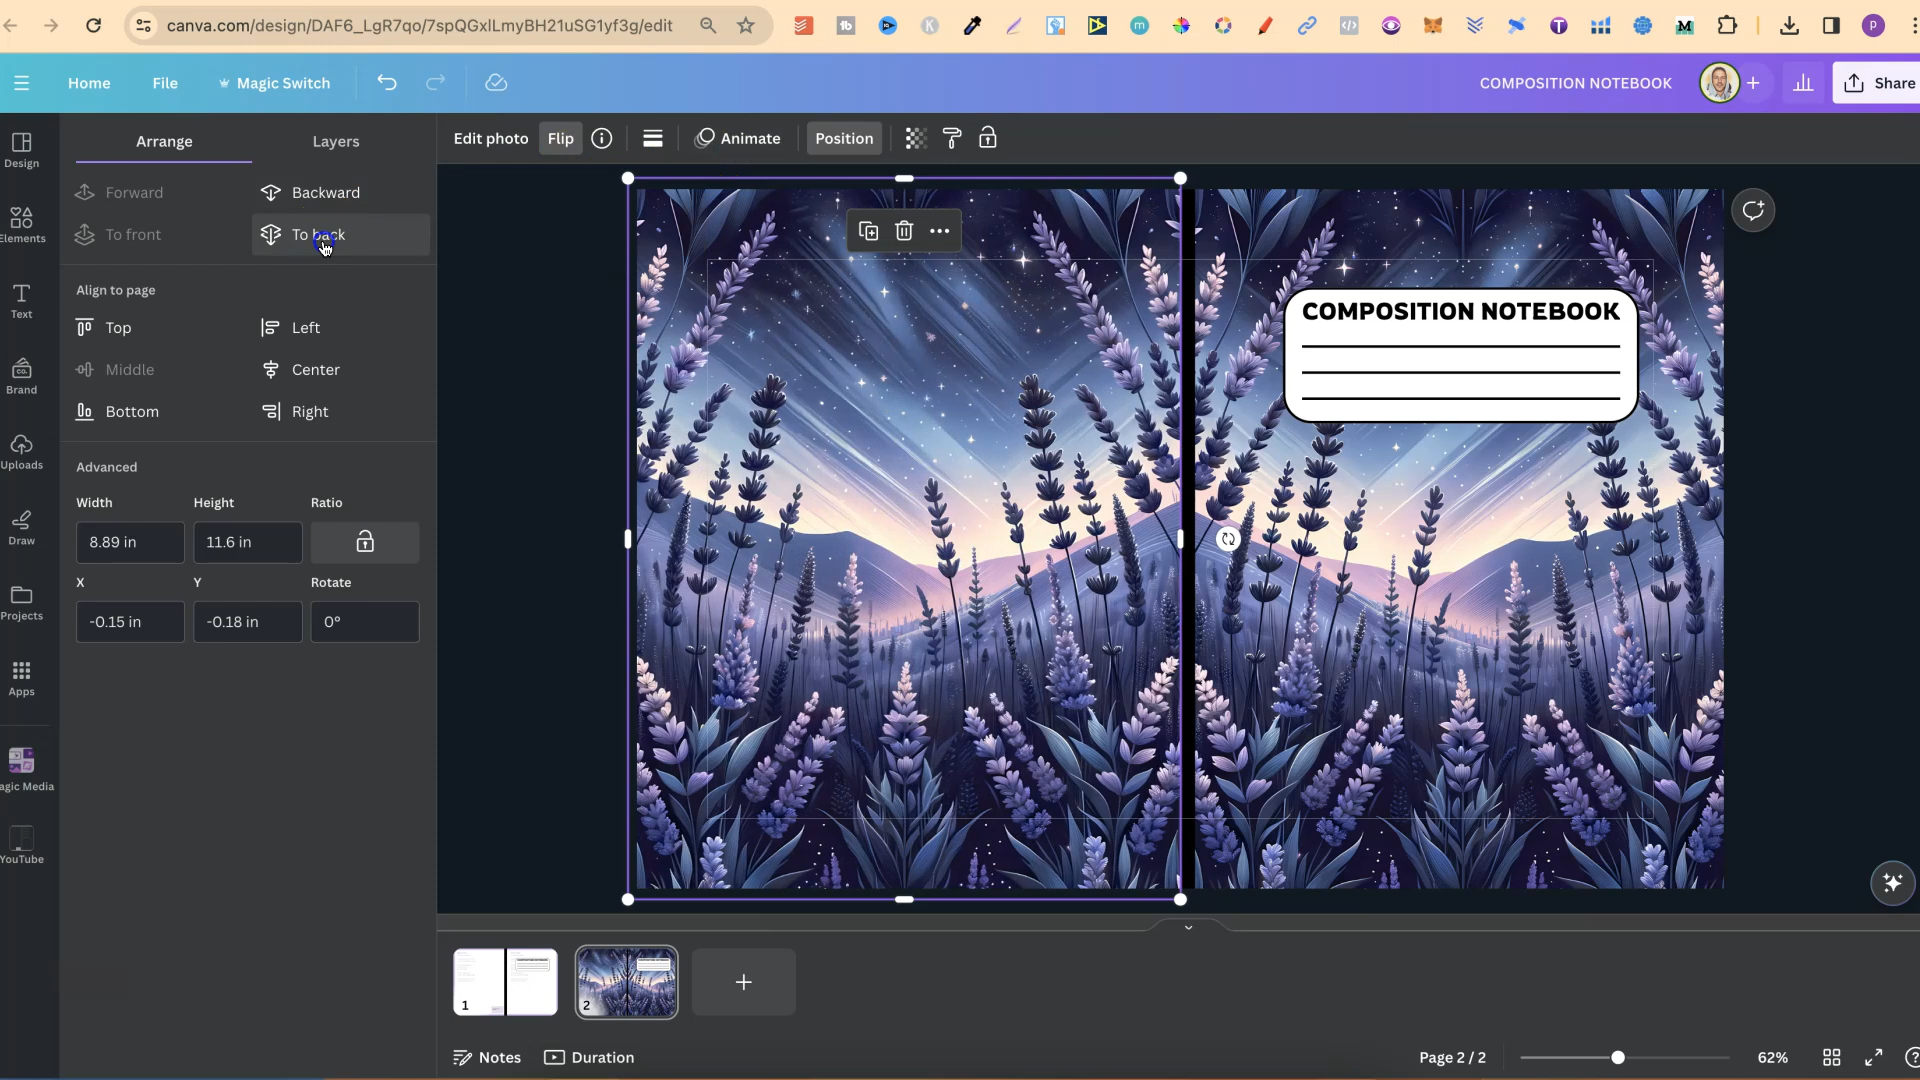 canva.com/design/DAF6_LgR7qo/7spQGxlLmyBH21uSG1yf3g/edit
Home
File
Magic Switch
COMPOSITION NOTEBOOK
Share
Design
Elements
Text
Brand
Uploads
Draw
Projects
Apps
agic Media
YouTube
Arrange
Layers
Forward
Backward
To front
To back
Align to page
Top
Left
Middle
Center
Bottom
Right
Advanced
Width
Height
Ratio
8.89 in
11.6 in
X
Y
Rotate
-0.15 in
-0.18 in
0°
Edit photo
Flip
Animate
Position
COMPOSITION NOTEBOOK
1
2
Notes
Duration
Page 2 / 2
62%